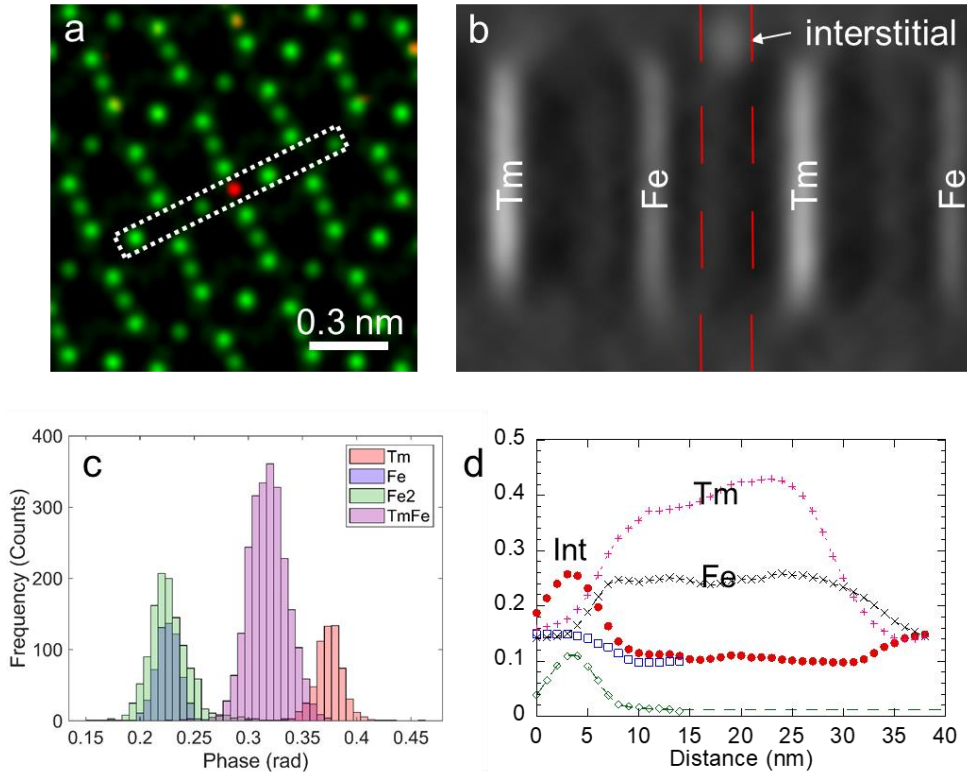 a
0.3 nm
b
interstitial
Tm
Fe
Tm
Fe
c
400
300
200
100
0
Frequency (Counts)
0.15
0.2
0.25
0.3
0.35
0.4
0.45
Phase (rad)
Tm
Fe
Fe2
TmFe
d
0.5
0.4
0.3
0.2
0.1
0
Tm
Int
Fe
0
5
10
15
20
25
30
35
40
Distance (nm)